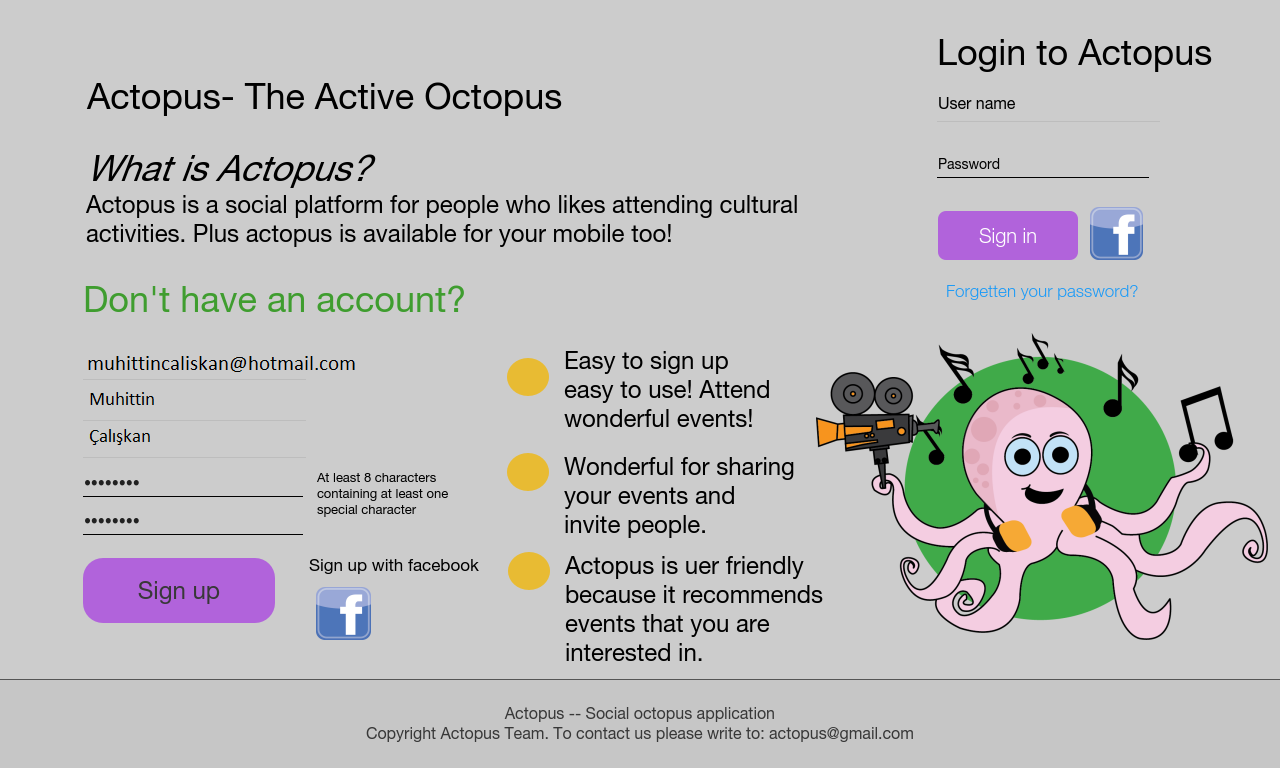 Login to Actopus
User name
Password
Sign in
f
Forgetten your password?
Actopus- The Active Octopus
What is Actopus?
Actopus is a social platform for people who likes attending cultural
activities. Plus actopus is available for your mobile too!
Don't have an account?
muhittincaliskan@hotmail.com
Muhittin
Çalışkan
••••••••
••••••••
At least 8 characters
containing at least one
special character
Sign up
Sign up with facebook
f
Easy to sign up
easy to use! Attend
wonderful events!
Wonderful for sharing
your events and
invite people.
Actopus is uer friendly
because it recommends
events that you are
interested in.
Actopus -- Social octopus application
Copyright Actopus Team. To contact us please write to: actopus@gmail.com